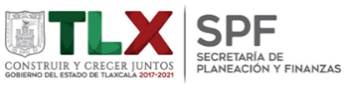 TLX
CONSTRUIR Y CRECER JUNTOS
GOBIERNO DEL ESTADO DE TLAXCALA 2017-2021
SPF
SECRETARÍA DE
PLANEACIÓN Y FINANZAS